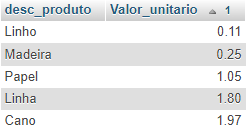 desc_produto Valor_unitario 1
Linho 0.11
Madeira 0.25
Papel 1.05
Linha 1.80
Cano 1.97